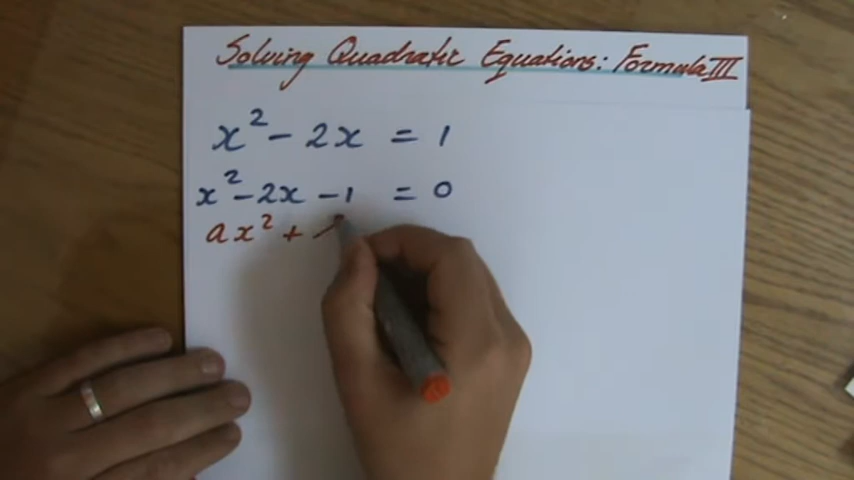 Solving Quadratic Equations: Formula III
x² - 2x = 1
x² - 2x - 1 = 0
ax² +